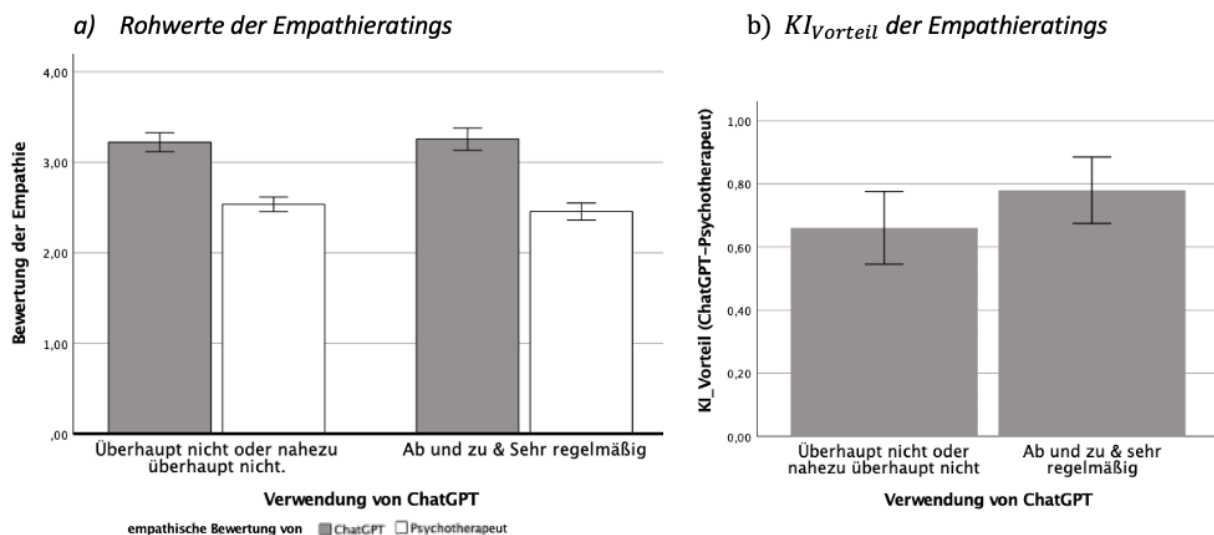 a) Rohwerte der Empathieratings
4,00
3,00
2,00
1,00
,00
Bewertung der Empathie
Überhaupt nicht oder nahezu
überhaupt nicht.
Ab und zu & Sehr regelmäßig
Verwendung von ChatGPT
empathische Bewertung von ChatGPT Psychotherapeut
b) KI_Vorteil der Empathieratings
1,00
0,80
0,60
0,40
0,20
0,00
KI_Vorteil (ChatGPT-Psychotherapeut)
Überhaupt nicht oder
nahezu überhaupt nicht
Ab und zu & sehr
regelmäßig
Verwendung von ChatGPT